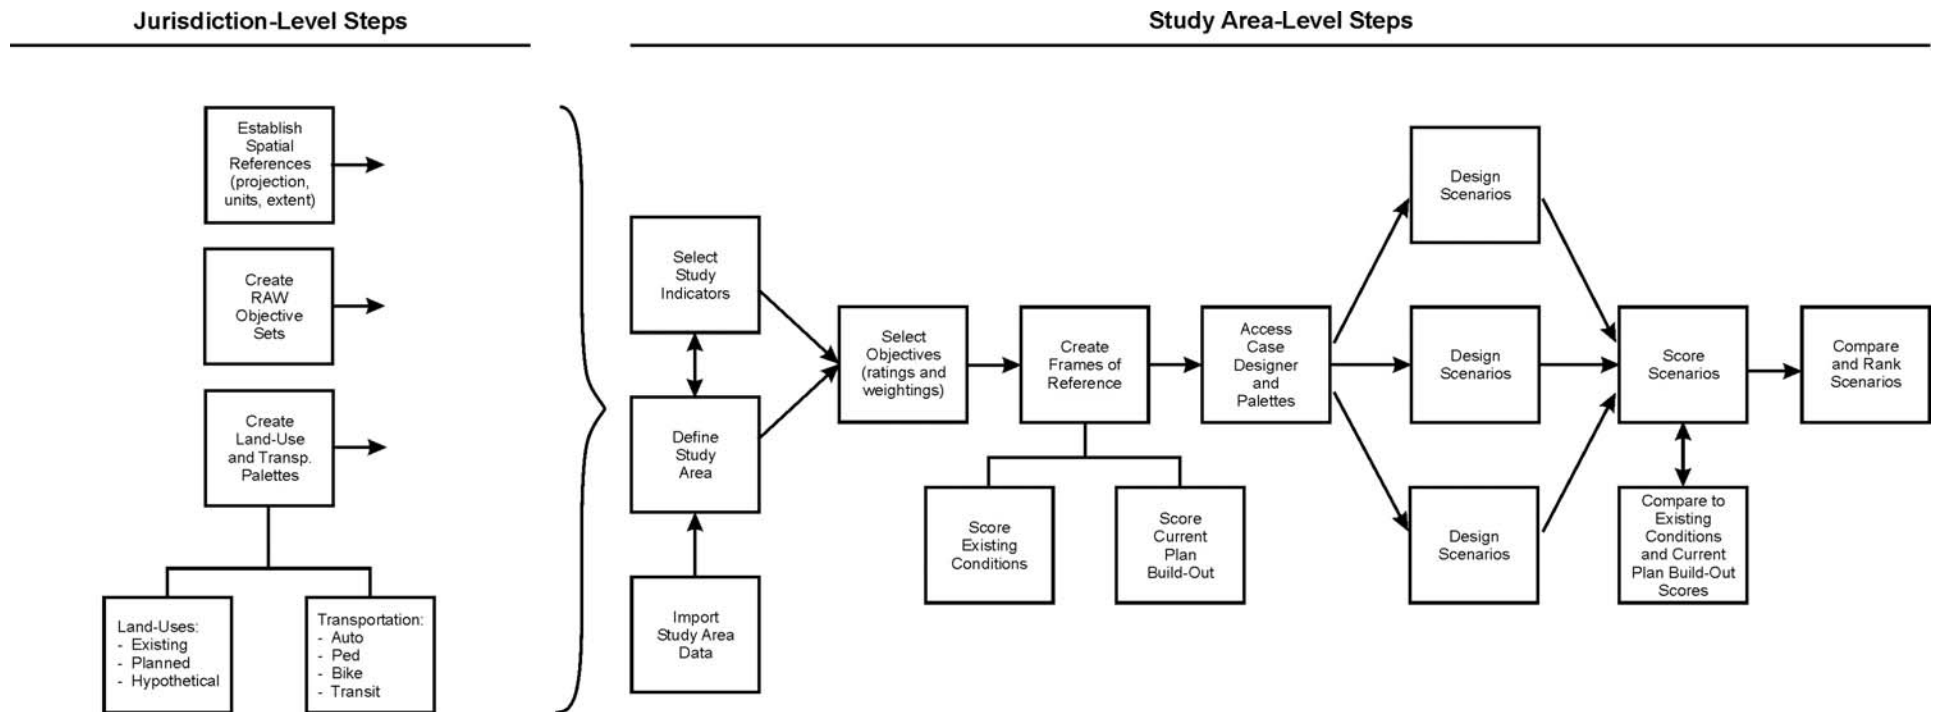 Jurisdiction-Level Steps
Study Area-Level Steps
Establish
Spatial
References
(projection,
units, extent)
Create
RAW
Objective
Sets
Create
Land-Use
and Transp.
Palettes
Land-Uses:
- Existing
- Planned
- Hypothetical
Transportation:
- Auto
- Ped
- Bike
- Transit
Select
Study
Indicators
Define
Study
Area
Import
Study Area
Data
Select
Objectives
(ratings and
weightings)
Create
Frames of
Reference
Score
Existing
Conditions
Score
Current
Plan
Build-Out
Access
Case
Designer
and
Palettes
Design
Scenarios
Design
Scenarios
Design
Scenarios
Score
Scenarios
Compare to
Existing
Conditions
and Current
Plan Build-Out
Scores
Compare
and Rank
Scenarios